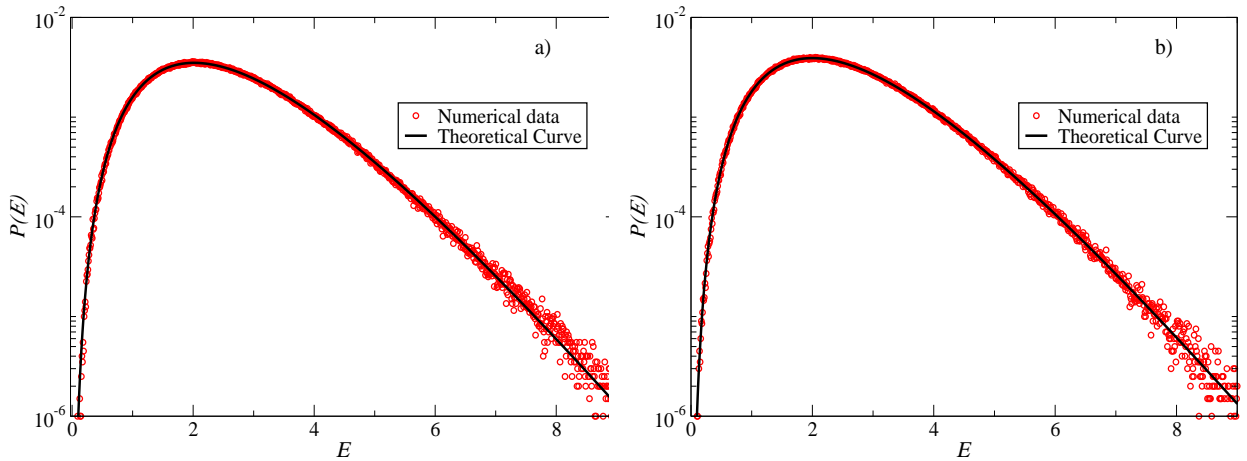 10^-2
a)
Numerical data
Theoretical Curve
P(E)
10^-4
10^-6
0 2 4 6 8
E
10^-2
b)
Numerical data
Theoretical Curve
P(E)
10^-4
10^-6
0 2 4 6 8
E